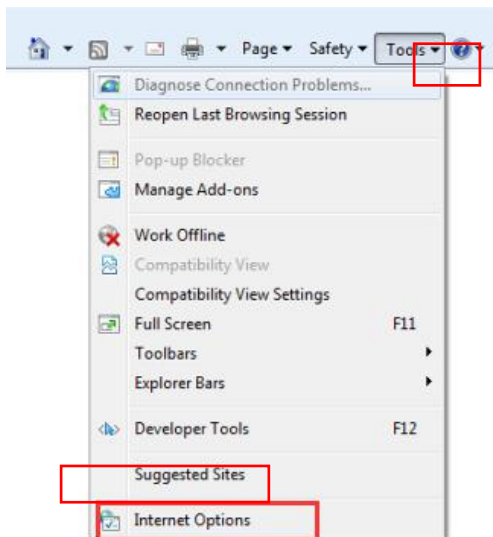 Page Safety Tools
Diagnose Connection Problems...
Reopen Last Browsing Session
Pop-up Blocker
Manage Add-ons
Work Offline
Compatibility View
Compatibility View Settings
Full Screen F11
Toolbars
Explorer Bars
Developer Tools F12
Suggested Sites
Internet Options